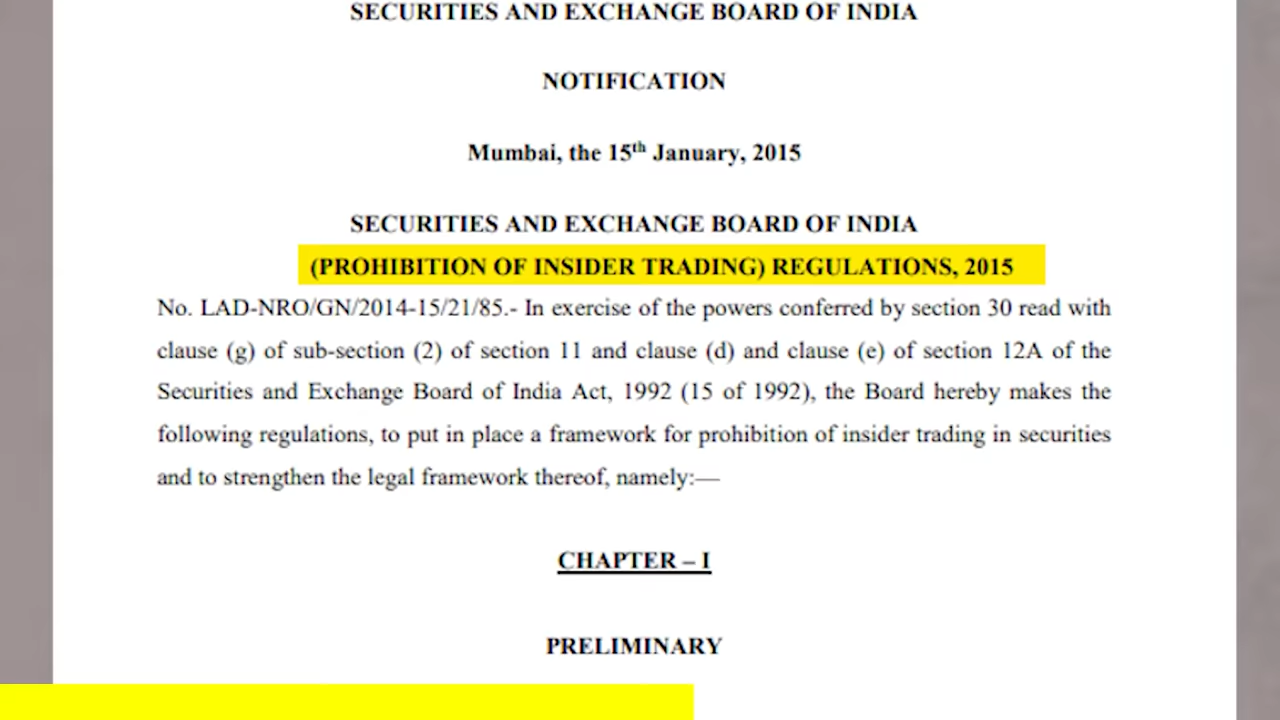 SECURITIES AND EXCHANGE BOARD OF INDIA
NOTIFICATION
Mumbai, the 15th January, 2015
SECURITIES AND EXCHANGE BOARD OF INDIA
(PROHIBITION OF INSIDER TRADING) REGULATIONS, 2015
No. LAD-NRO/GN/2014-15/21/85.- In exercise of the powers conferred by section 30 read with
clause (g) of sub-section (2) of section 11 and clause (d) and clause (e) of section 12A of the
Securities and Exchange Board of India Act, 1992 (15 of 1992), the Board hereby makes the
following regulations, to put in place a framework for prohibition of insider trading in securities
and to strengthen the legal framework thereof, namely:—
CHAPTER – I
PRELIMINARY